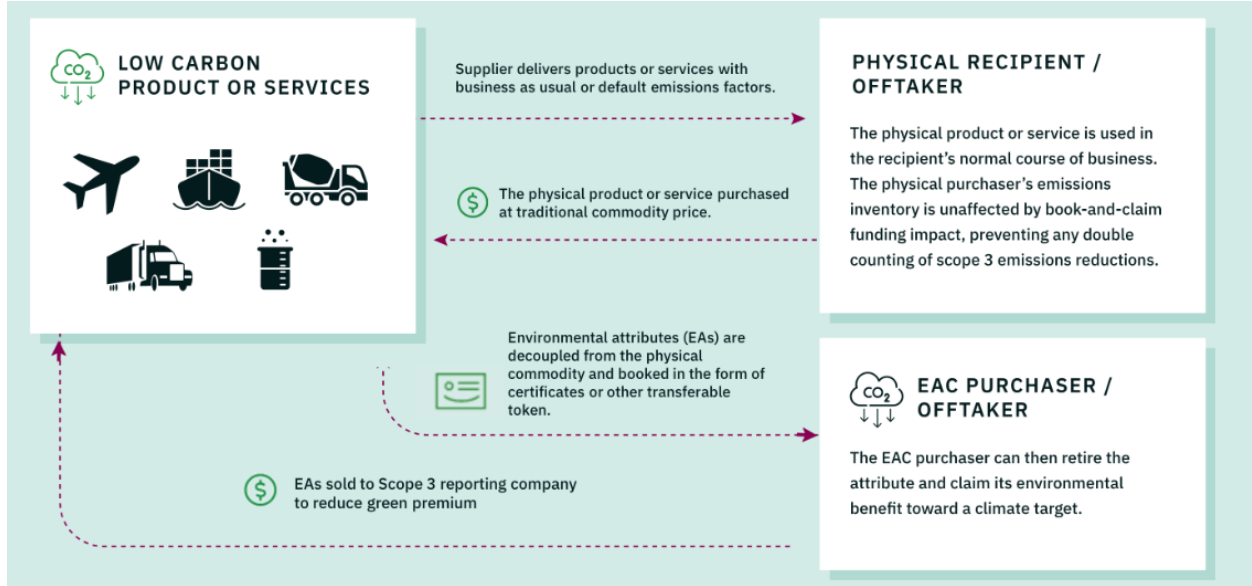 CO₂
LOW CARBON
PRODUCT OR SERVICES
Supplier delivers products or services with
business as usual or default emissions factors.
$
The physical product or service purchased
at traditional commodity price.
PHYSICAL RECIPIENT /
OFFTAKER
The physical product or service is used in
the recipient’s normal course of business.
The physical purchaser’s emissions
inventory is unaffected by book-and-claim
funding impact, preventing any double
counting of scope 3 emissions reductions.
Environmental attributes (EAs) are
decoupled from the physical
commodity and booked in the form of
certificates or other transferable
token.
$
EAs sold to Scope 3 reporting company
to reduce green premium
CO₂
EAC PURCHASER /
OFFTAKER
The EAC purchaser can then retire the
attribute and claim its environmental
benefit toward a climate target.